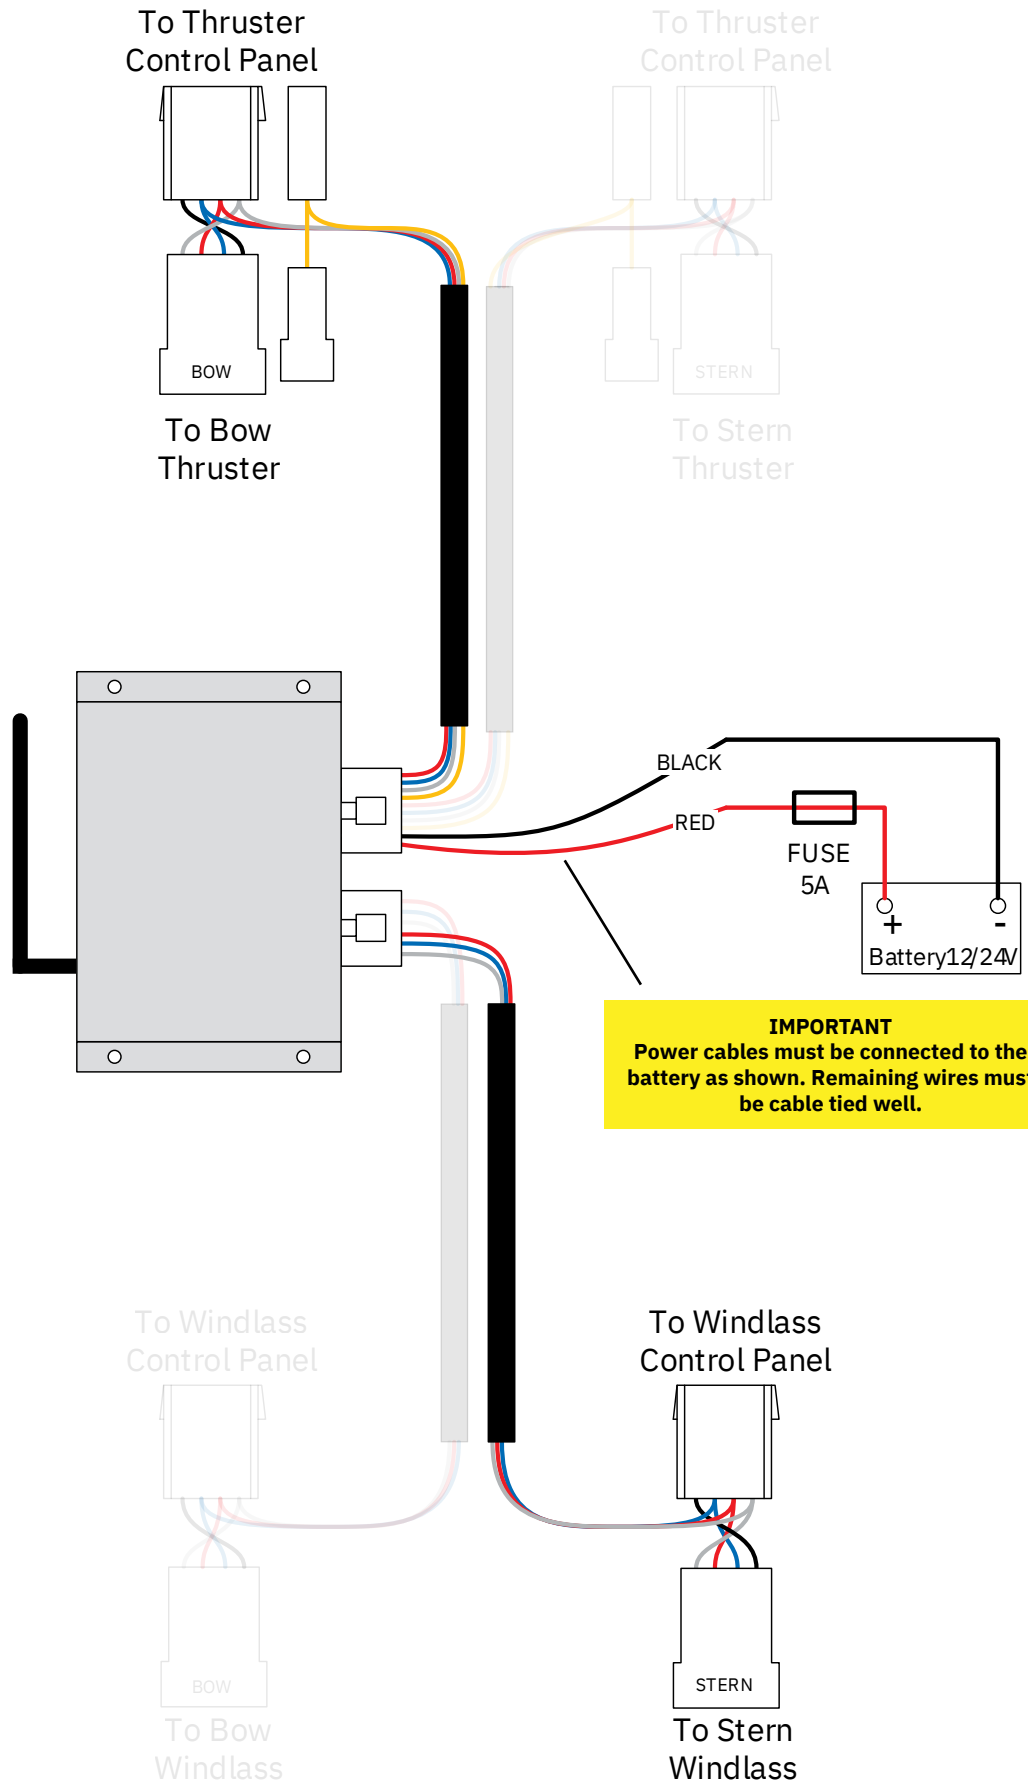 To Thruster
Control Panel
To Thruster
Control Panel
BOW
STERN
To Bow
Thruster
To Stern
Thruster
BLACK
RED
FUSE
5A
+
-
Battery12/24V
IMPORTANT
Power cables must be connected to the
battery as shown. Remaining wires must
be cable tied well.
To Windlass
Control Panel
To Windlass
Control Panel
BOW
STERN
To Bow
Windlass
To Stern
Windlass